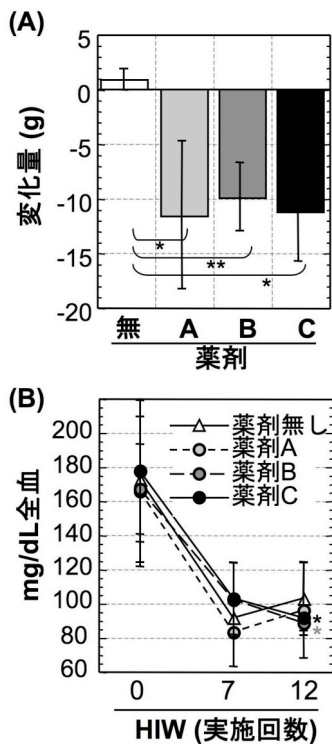 (A)
変化量 (g)
5
0
-5
-10
-15
-20
*
**
*
無 A B C
薬剤
(B)
mg/dL全血
200
180
160
140
120
100
80
60
薬剤無し
薬剤A
薬剤B
薬剤C
*
*
0 7 12
HIW (実施回数)